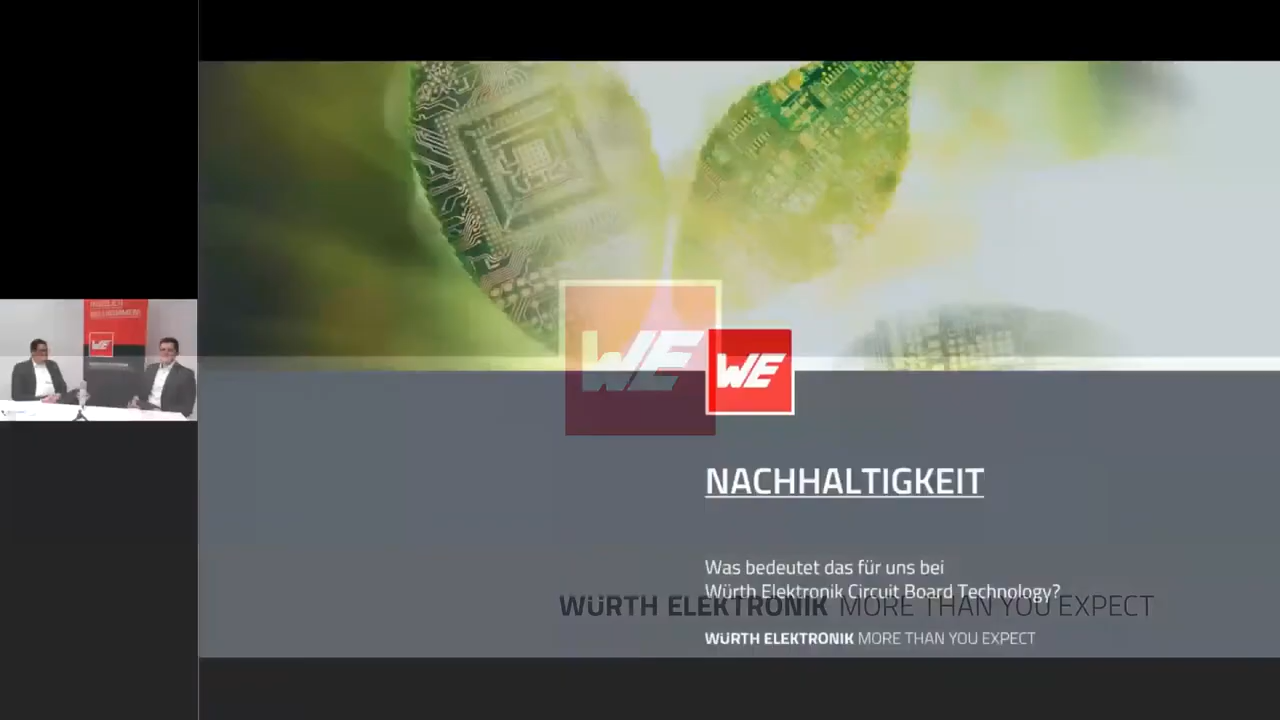 WE
WE
WE
NACHHALTIGKEIT
Was bedeutet das für uns bei
Würth Elektronik Circuit Board Technology?
WÜRTH ELEKTRONIK MORE THAN YOU EXPECT
WÜRTH ELEKTRONIK MORE THAN YOU EXPECT